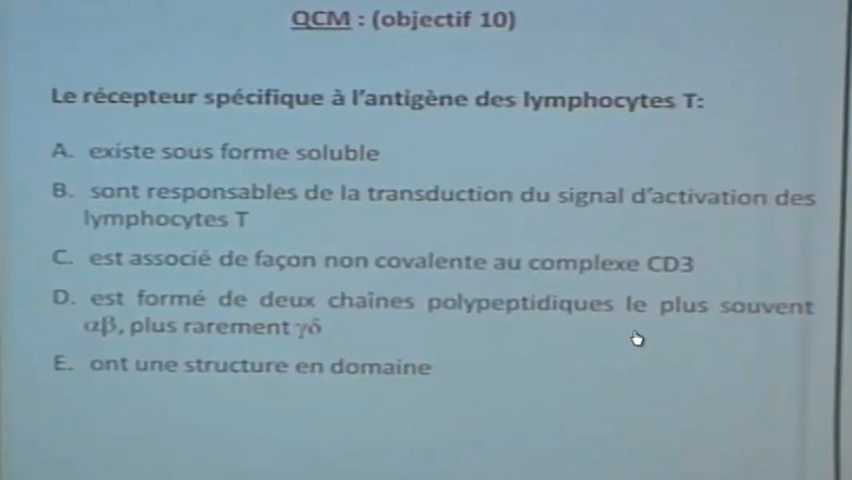 QCM : (objectif 10)
Le récepteur spécifique à l'antigène des lymphocytes T:
A. existe sous forme soluble
B. sont responsables de la transduction du signal d'activation des
lymphocytes T
C. est associé de façon non covalente au complexe CD3
D. est formé de deux chaînes polypeptidiques le plus souvent
αβ, plus rarement γδ
E. ont une structure en domaine